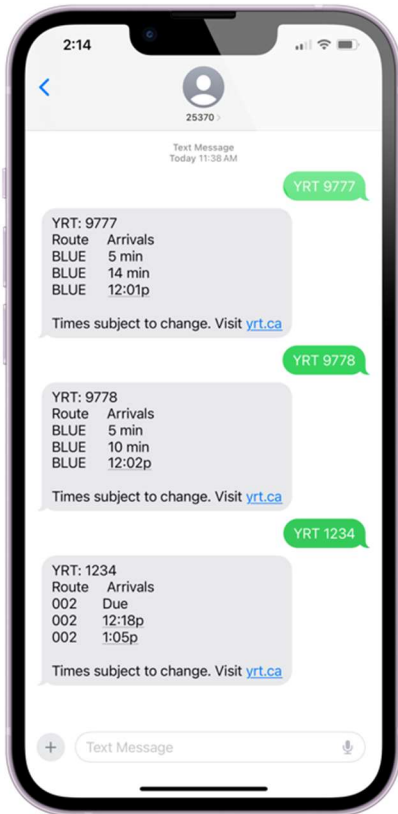 2:14
25370 >
Text Message
Today 11:38 AM
YRT 9777
YRT: 9777
Route Arrivals
BLUE 5 min
BLUE 14 min
BLUE 12:01p
Times subject to change. Visit yrt.ca
YRT 9778
YRT: 9778
Route Arrivals
BLUE 5 min
BLUE 10 min
BLUE 12:02p
Times subject to change. Visit yrt.ca
YRT 1234
YRT: 1234
Route Arrivals
002 Due
002 12:18p
002 1:05p
Times subject to change. Visit yrt.ca
Text Message